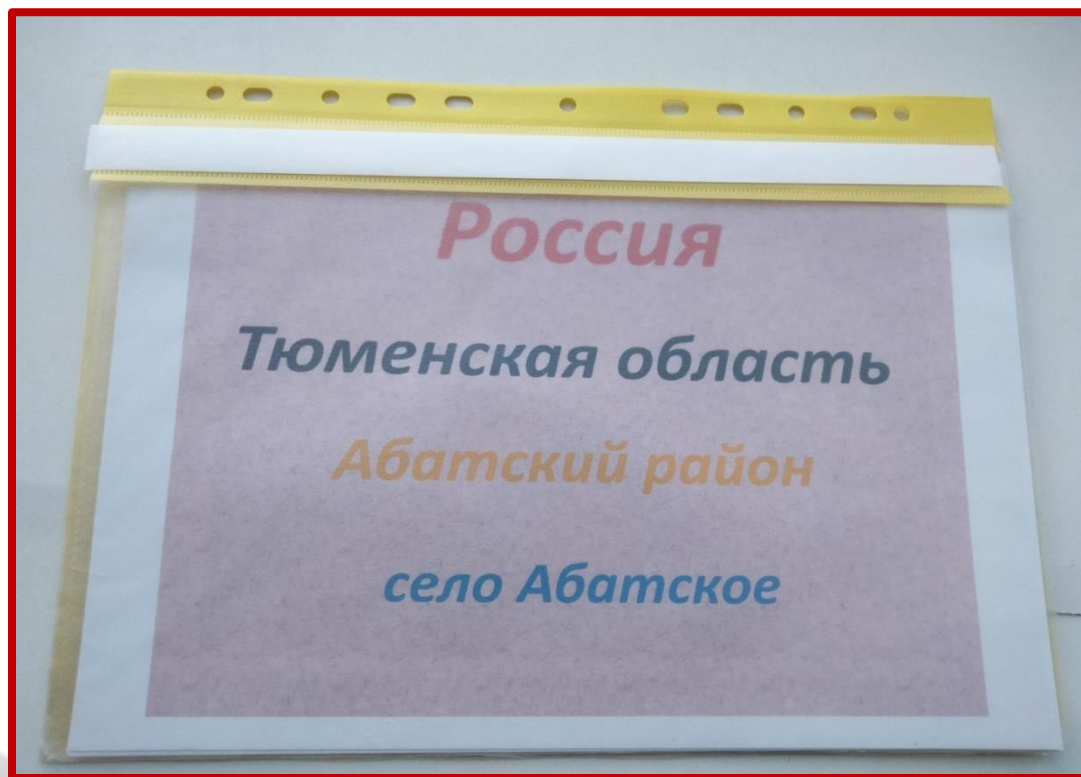 Россия
Тюменская область
Абатский район
село Абатское